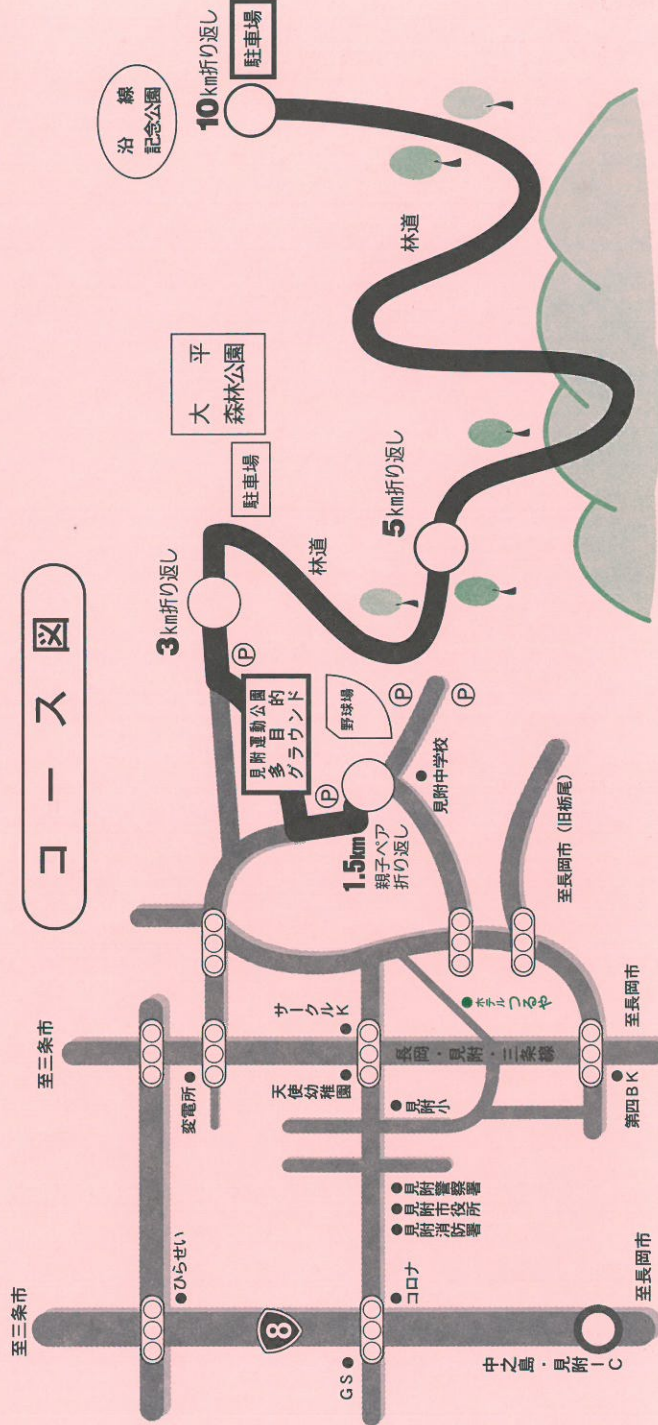 コース図
至三条市
ひらせい
8
GS
コロナ
中之島・見附IC
至長岡市
至三条市
変電所
サークルK
天使幼稚園
見附小
見附警察署
見附市役所
見附消防署
長岡・見附・三条線
ホテルつるや
第四BK
至長岡市
至長岡市(旧栃尾)
見附中学校
1.5km
親子ペア
折り返し
P
野球場
P
P
見附運動公園
多目的
グラウンド
P
3km折り返し
駐車場
大平
森林公園
林道
5km折り返し
林道
10km折り返し
駐車場
沿線
記念公園